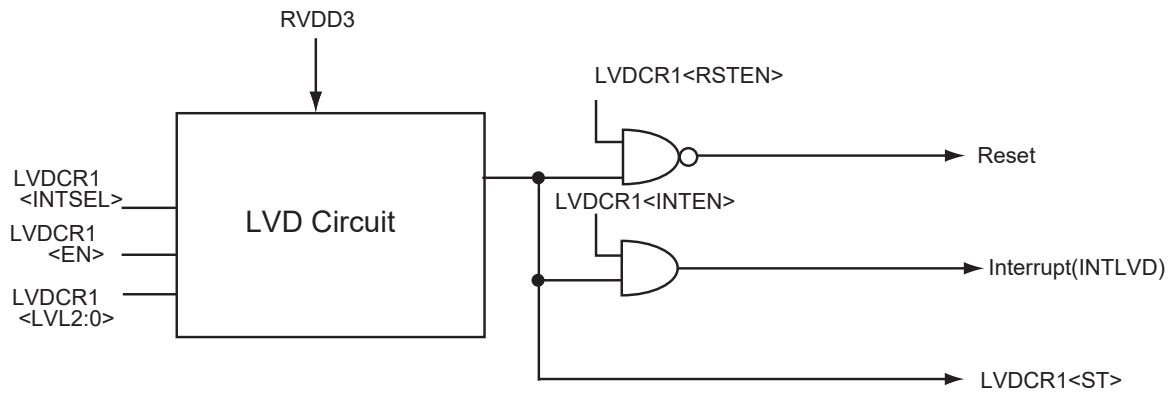 RVDD3
LVDCR1<RSTEN>
Reset
LVDCR1
<INTSEL>
LVDCR1<INTEN>
LVD Circuit
LVDCR1
<EN>
Interrupt(INTLVD)
LVDCR1
<LVL2:0>
LVDCR1<ST>